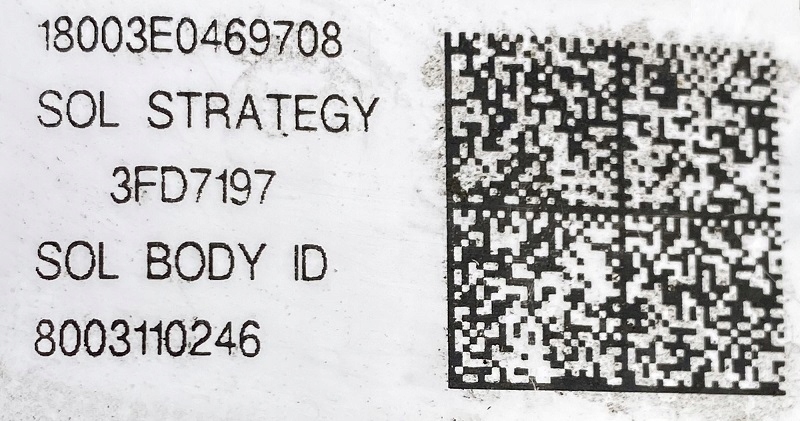 18003E0469708
SOL STRATEGY
3FD7197
SOL BODY ID
8003110246